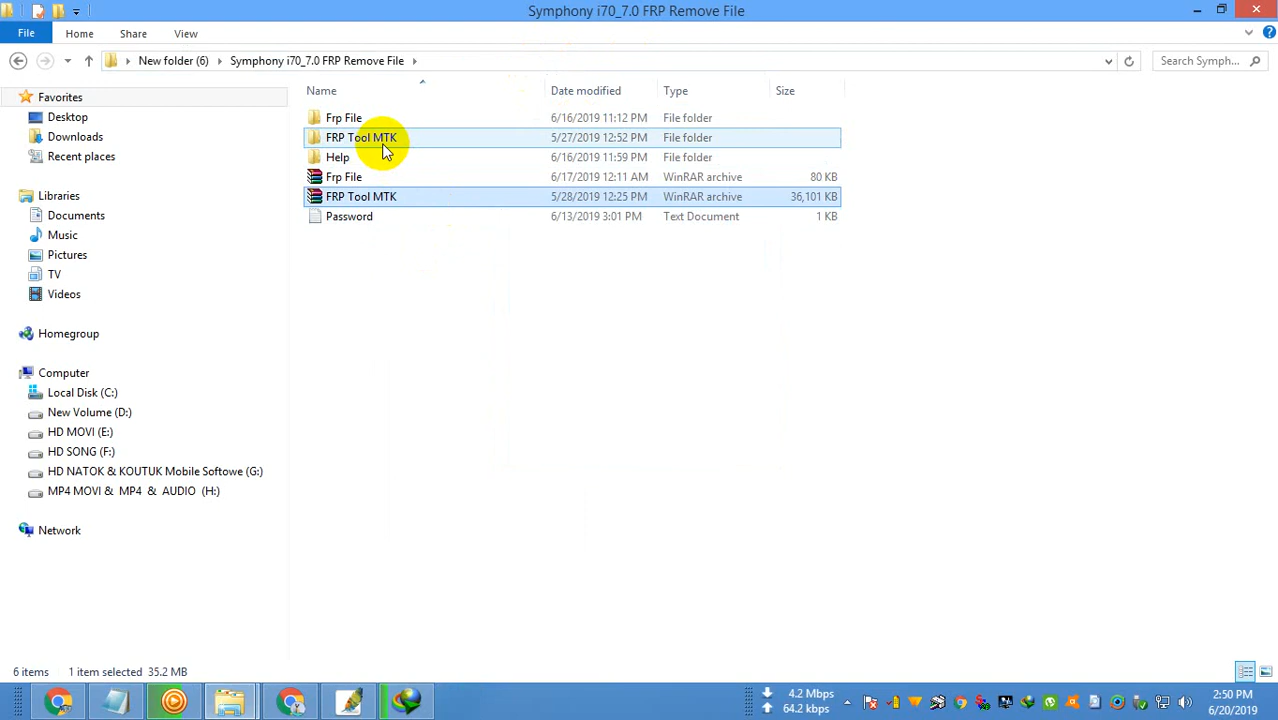 Symphony i70_7.0 FRP Remove File
File Home Share View
New folder (6) Symphony i70_7.0 FRP Remove File Search Symph...
Name Date modified Type Size
Favorites
Desktop
Downloads
Recent places
Libraries
Documents
Music
Pictures
TV
Videos
Homegroup
Computer
Local Disk (C:)
New Volume (D:)
HD MOVI (E:)
HD SONG (F:)
HD NATOK & KOUTUK Mobile Softowe (G:)
MP4 MOVI & MP4 & AUDIO (H:)
Network
Frp File 6/16/2019 11:12 PM File folder
FRP Tool MTK 5/27/2019 12:52 PM File folder
Help 6/16/2019 11:59 PM File folder
Frp File 6/17/2019 12:11 AM WinRAR archive 80 KB
FRP Tool MTK 5/28/2019 12:25 PM WinRAR archive 36,101 KB
Password 6/13/2019 3:01 PM Text Document 1 KB
6 items 1 item selected 35.2 MB
4.2 Mbps
64.2 kbps
2:50 PM
6/20/2019